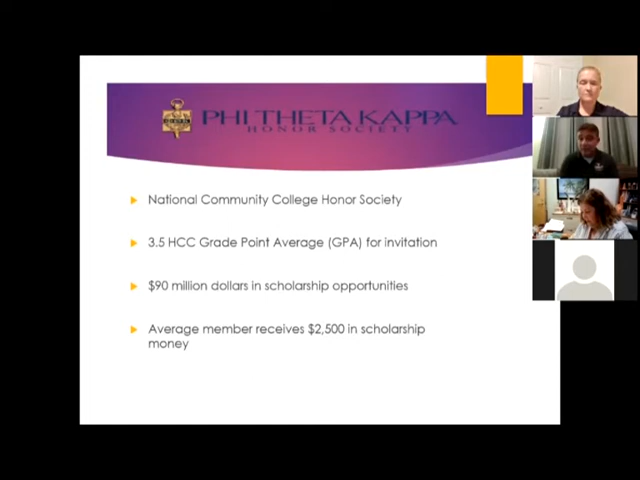 PHI THETA KAPPA
HONOR SOCIETY
National Community College Honor Society
3.5 HCC Grade Point Average (GPA) for invitation
$90 million dollars in scholarship opportunities
Average member receives $2,500 in scholarship
money